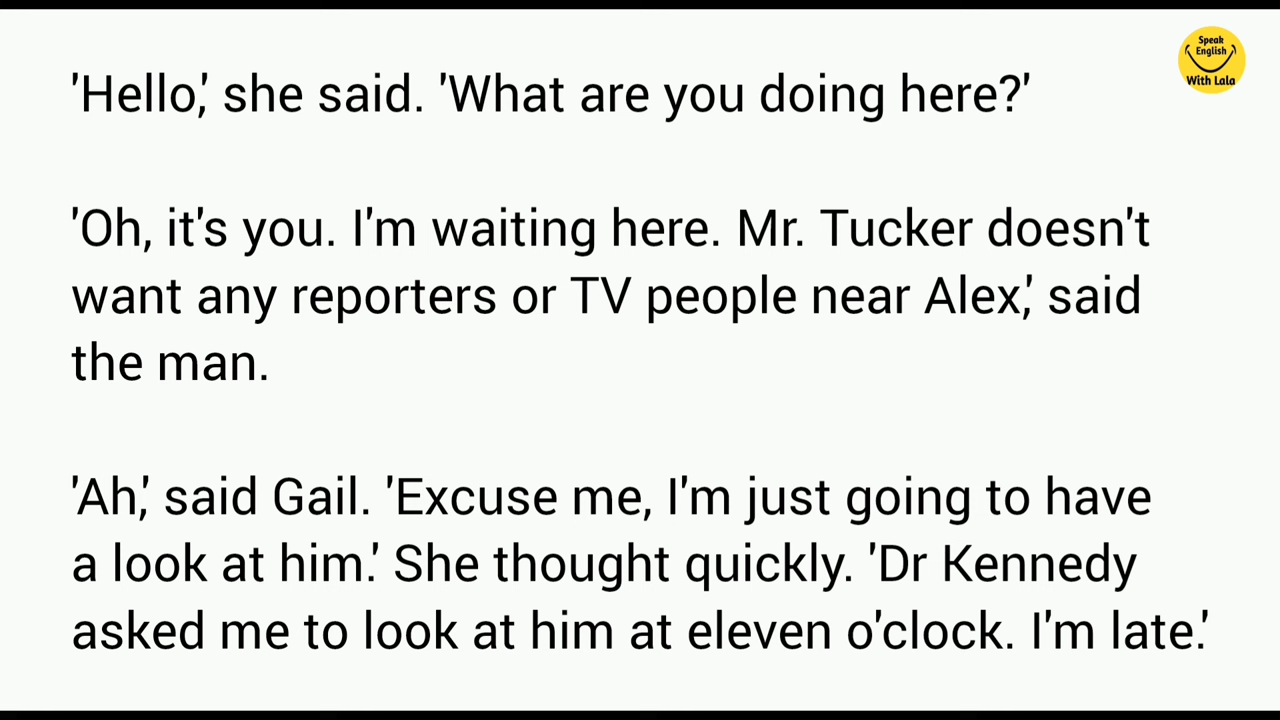 Speak
English
With Lala
'Hello,' she said. 'What are you doing here?'
'Oh, it's you. I'm waiting here. Mr. Tucker doesn't
want any reporters or TV people near Alex,' said
the man.
'Ah,' said Gail. 'Excuse me, I'm just going to have
a look at him.' She thought quickly. 'Dr Kennedy
asked me to look at him at eleven o'clock. I'm late.'